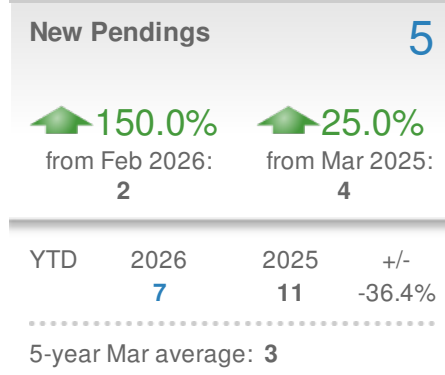 New Pendings 5
150.0% 25.0%
from Feb 2026: from Mar 2025:
2 4
YTD 2026 2025 +/-
7 11 -36.4%
5-year Mar average: 3